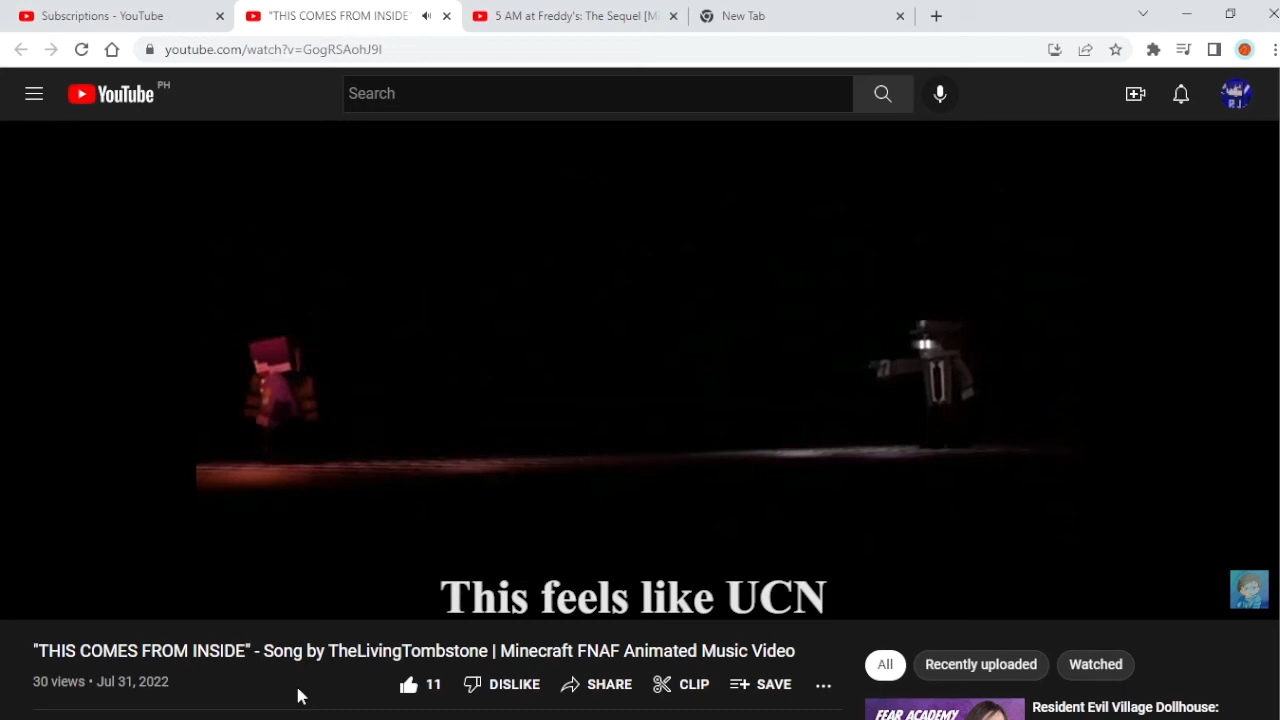 Subscriptions - YouTube
"THIS COMES FROM INSIDE"
5 AM at Freddy's: The Sequel [Mi
New Tab
youtube.com/watch?v=GogRSAohJ9I
YouTube PH
Search
This feels like UCN
"THIS COMES FROM INSIDE" - Song by TheLivingTombstone | Minecraft FNAF Animated Music Video
30 views • Jul 31, 2022
11 DISLIKE SHARE CLIP SAVE
All Recently uploaded Watched
FEAR ACADEMY
Resident Evil Village Dollhouse: